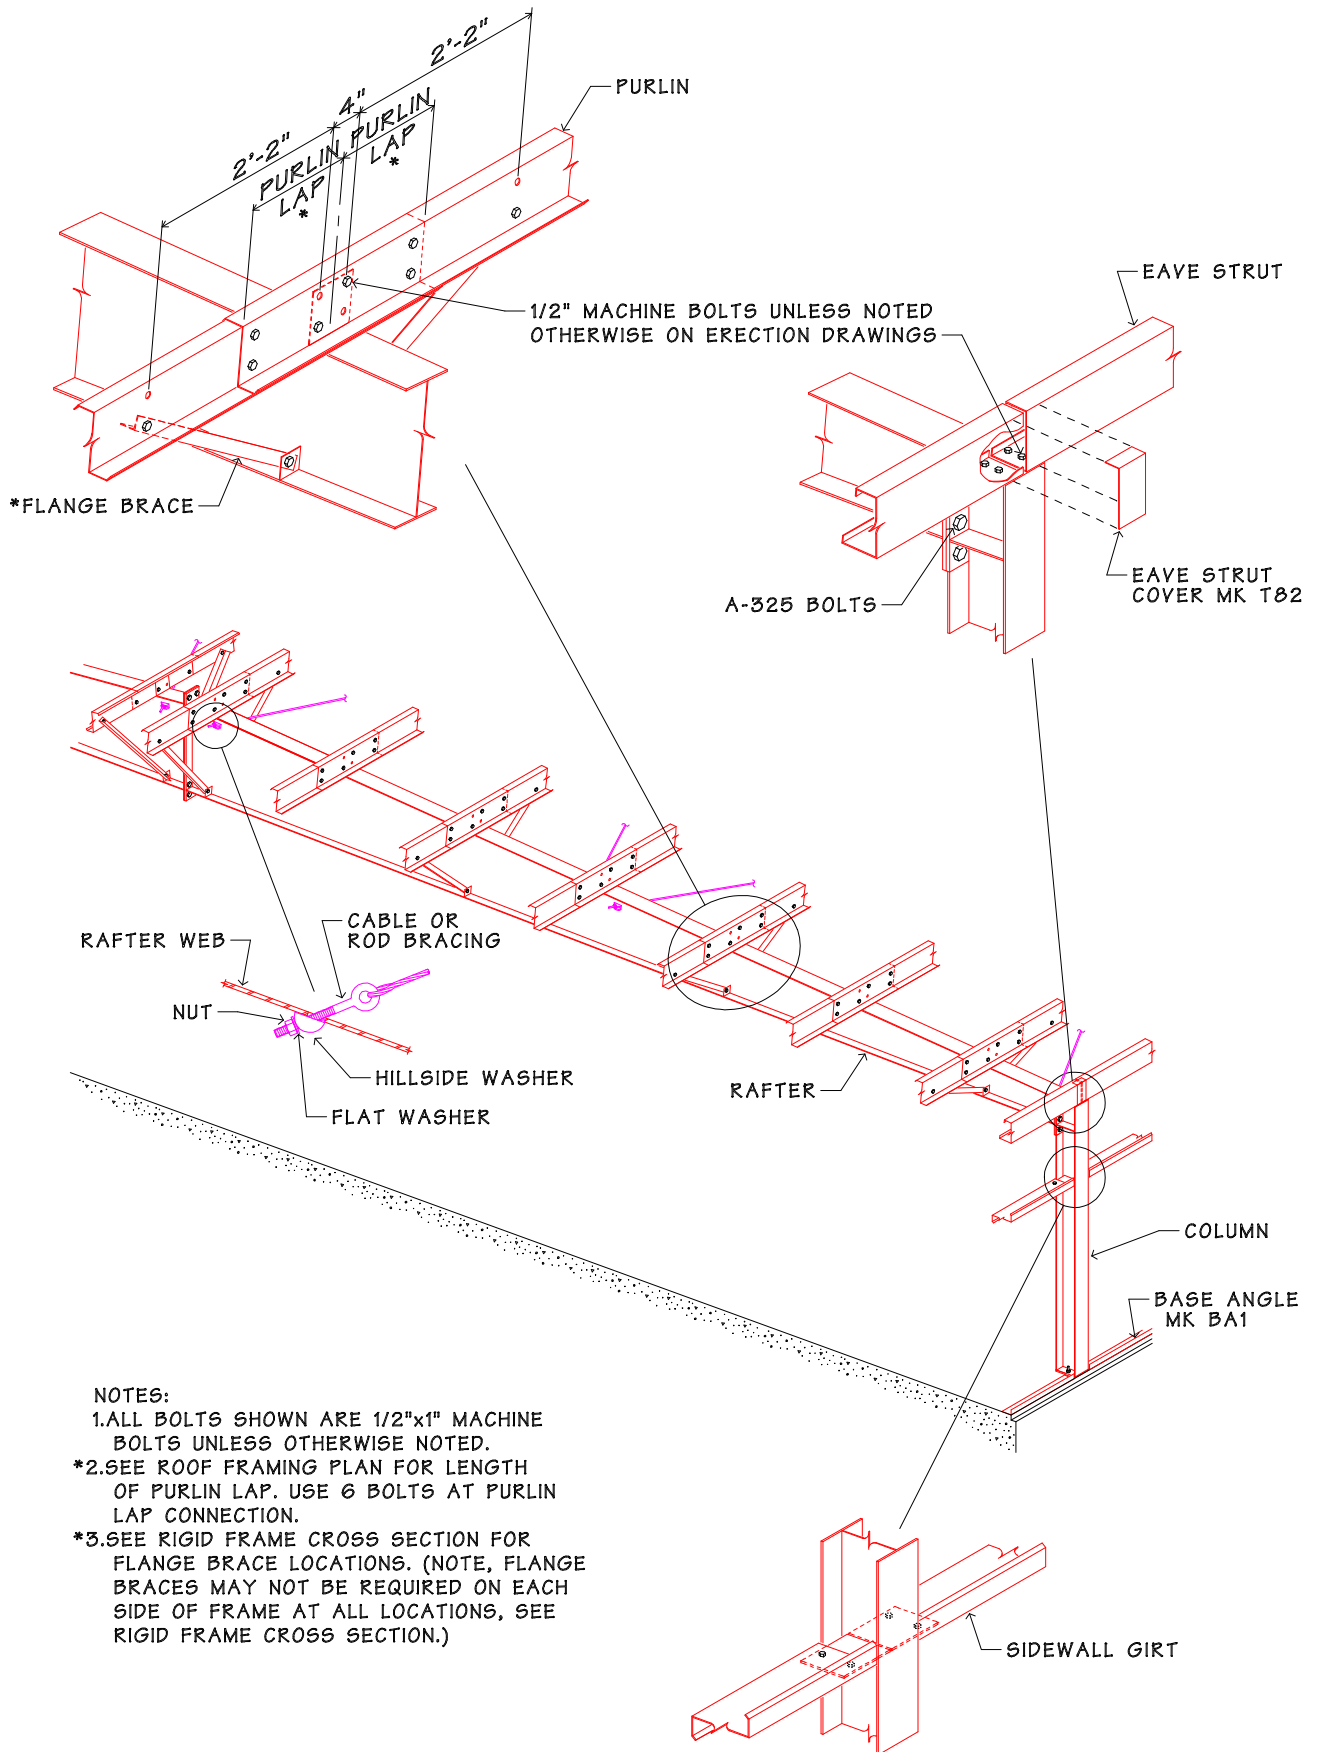 2'-2"
4"
2'-2"
PURLIN
LAP
*
PURLIN
LAP
*
PURLIN
EAVE STRUT
1/2" MACHINE BOLTS UNLESS NOTED
OTHERWISE ON ERECTION DRAWINGS
*FLANGE BRACE
A-325 BOLTS
EAVE STRUT
COVER MK T82
CABLE OR
ROD BRACING
RAFTER WEB
NUT
HILLSIDE WASHER
FLAT WASHER
RAFTER
COLUMN
BASE ANGLE
MK BA1
NOTES:
1.ALL BOLTS SHOWN ARE 1/2"x1" MACHINE
BOLTS UNLESS OTHERWISE NOTED.
*2.SEE ROOF FRAMING PLAN FOR LENGTH
OF PURLIN LAP. USE 6 BOLTS AT PURLIN
LAP CONNECTION.
*3.SEE RIGID FRAME CROSS SECTION FOR
FLANGE BRACE LOCATIONS. (NOTE, FLANGE
BRACES MAY NOT BE REQUIRED ON EACH
SIDE OF FRAME AT ALL LOCATIONS, SEE
RIGID FRAME CROSS SECTION.)
SIDEWALL GIRT